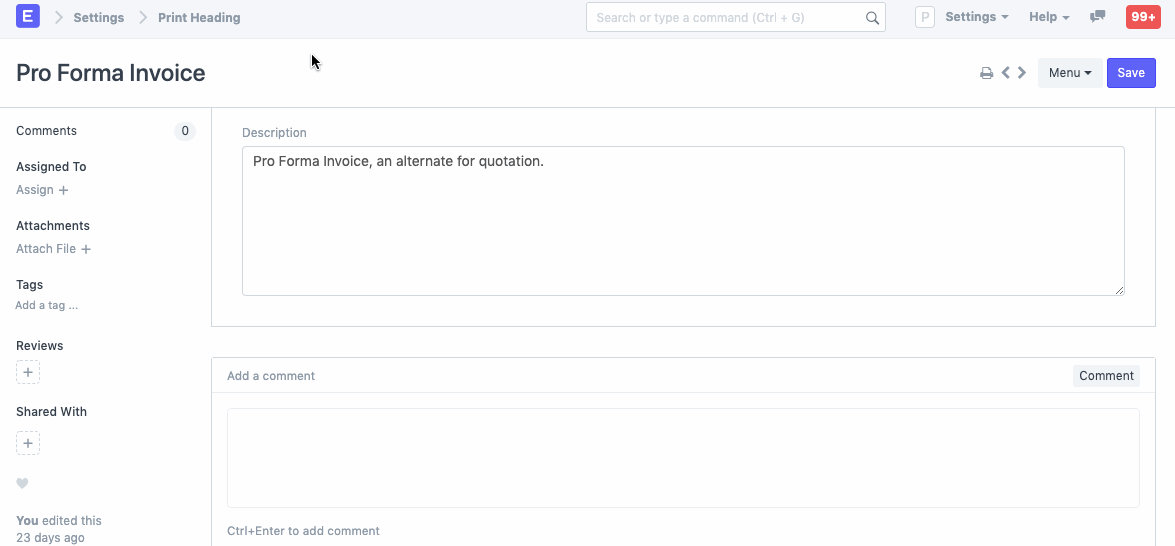 E Settings Print Heading Search or type a command (Ctrl + G) P Settings Help 99+
Pro Forma Invoice Menu Save
Comments 0
Assigned To
Assign +
Attachments
Attach File +
Tags
Add a tag ...
Reviews
+
Shared With
+
You edited this
23 days ago
Description
Pro Forma Invoice, an alternate for quotation.
Add a comment Comment
Ctrl+Enter to add comment